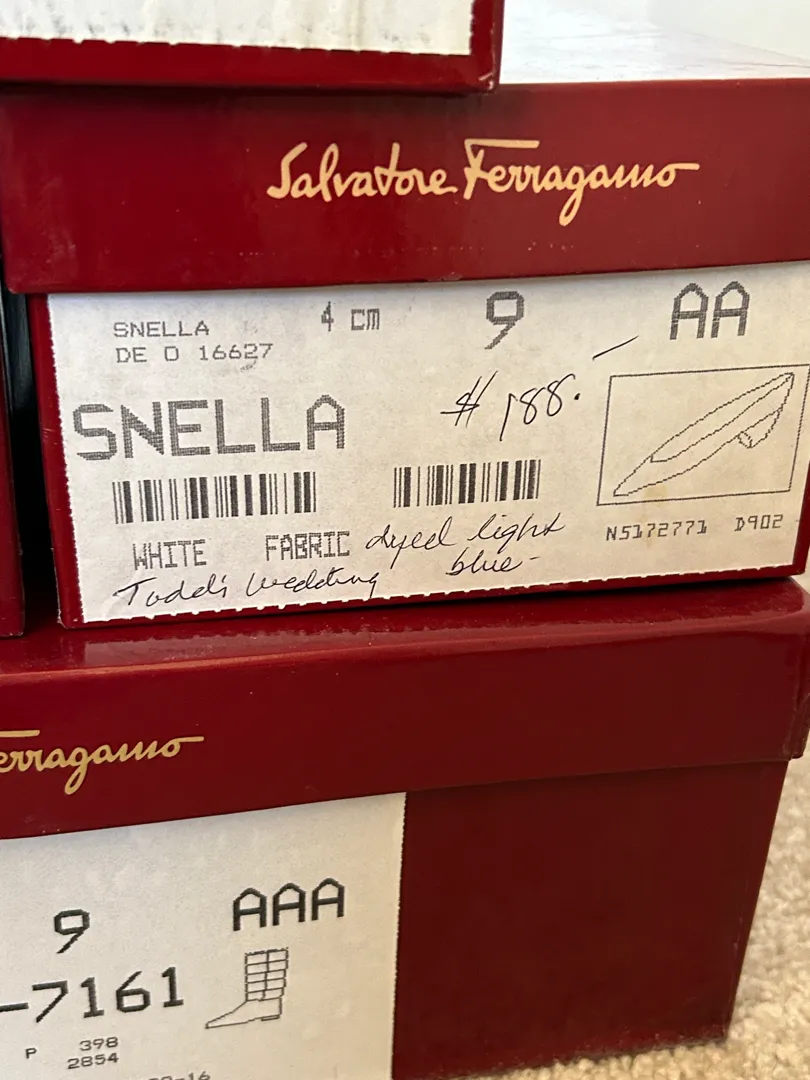 Salvatore Ferragamo
SNELLA 4 cm 9 AA
DE O 16627
SNELLA # 188.-
WHITE FABRIC dyed light
Todd's wedding blue-
N5172771 D902
Ferragamo
9 AAA
-7161
P 398
2854
-16